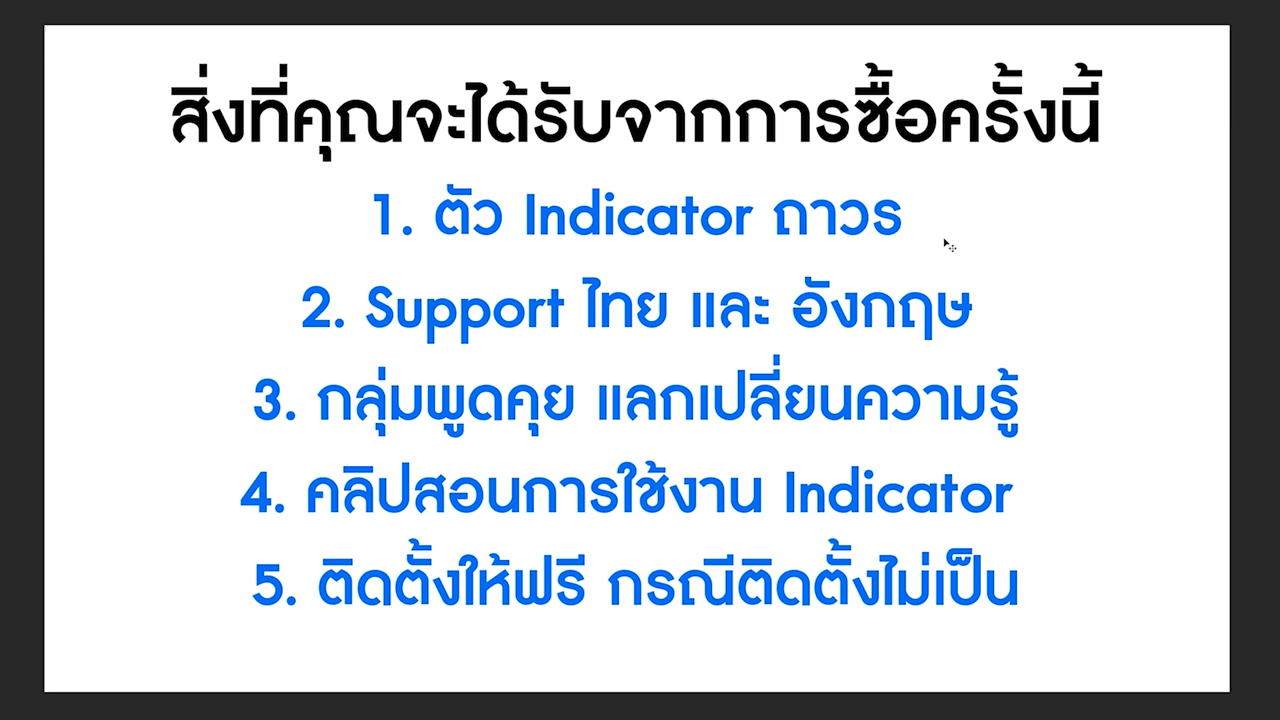 สิ่งที่คุณจะได้รับจากการซื้อครั้งนี้
1. ตัว Indicator ถาวร
2. Support ไทย และ อังกฤษ
3. กลุ่มพูดคุย แลกเปลี่ยนความรู้
4. คลิปสอนการใช้งาน Indicator
5. ติดตั้งให้ฟรี กรณีติดตั้งไม่เป็น